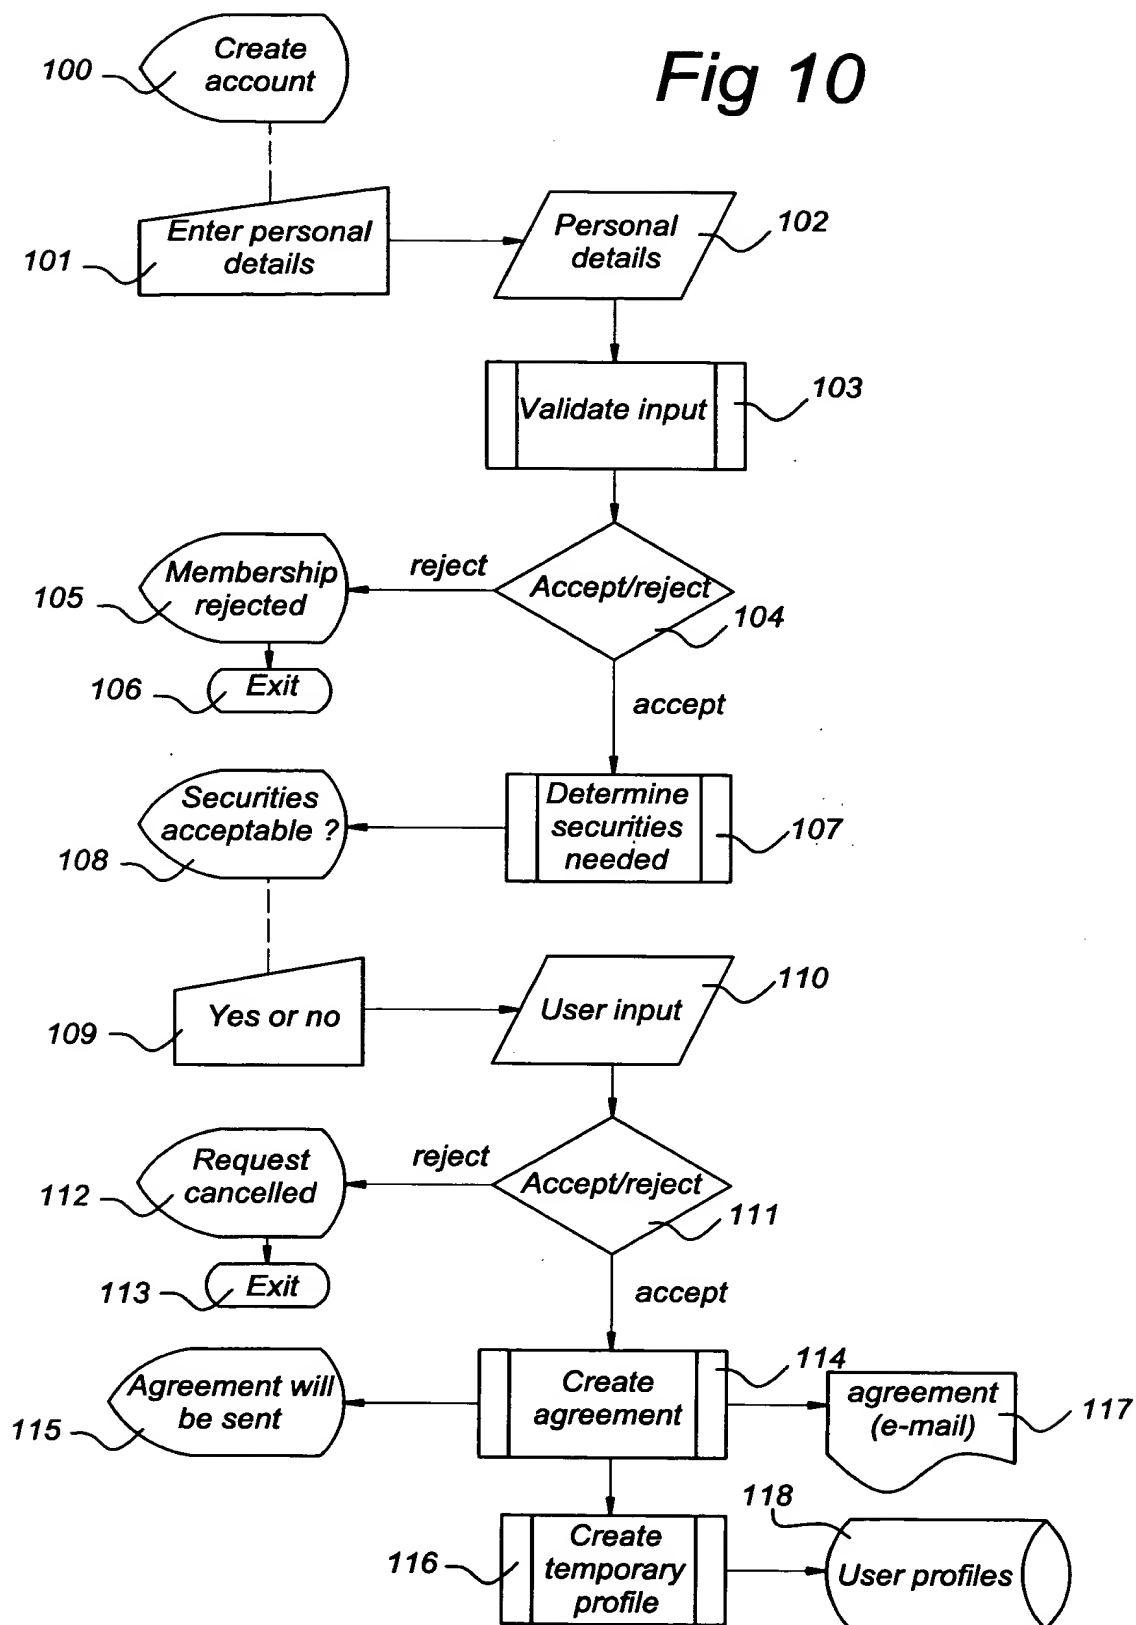 Fig 10
100
Create
account
101
Enter personal
details
Personal
details
102
Validate input
103
Membership
rejected
105
reject
Accept/reject
104
Exit
106
accept
Securities
acceptable ?
108
Determine
securities
needed
107
Yes or no
109
User input
110
Request
cancelled
112
reject
Accept/reject
111
Exit
113
accept
Agreement will
be sent
115
Create
agreement
114
agreement
(e-mail)
117
116
Create
temporary
profile
118
User profiles